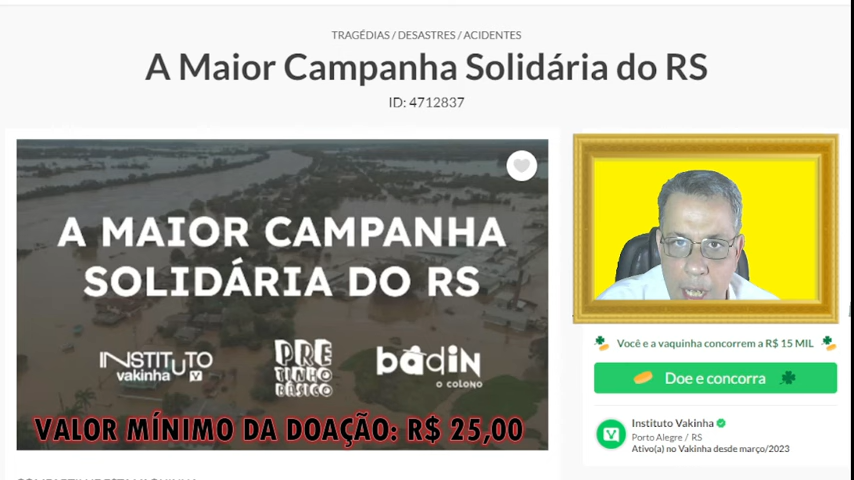 TRAGÉDIAS / DESASTRES / ACIDENTES
A Maior Campanha Solidária do RS
ID: 4712837
A MAIOR CAMPANHA
SOLIDÁRIA DO RS
INSTITUTO
vakinha
PRE
TINHO
BÁSICO
badin
o colono
VALOR MÍNIMO DA DOAÇÃO: R$ 25,00
Você e a vaquinha concorrem a R$ 15 MIL
Doe e concorra
Instituto Vakinha
Porto Alegre / RS
Ativo(a) no Vakinha desde março/2023